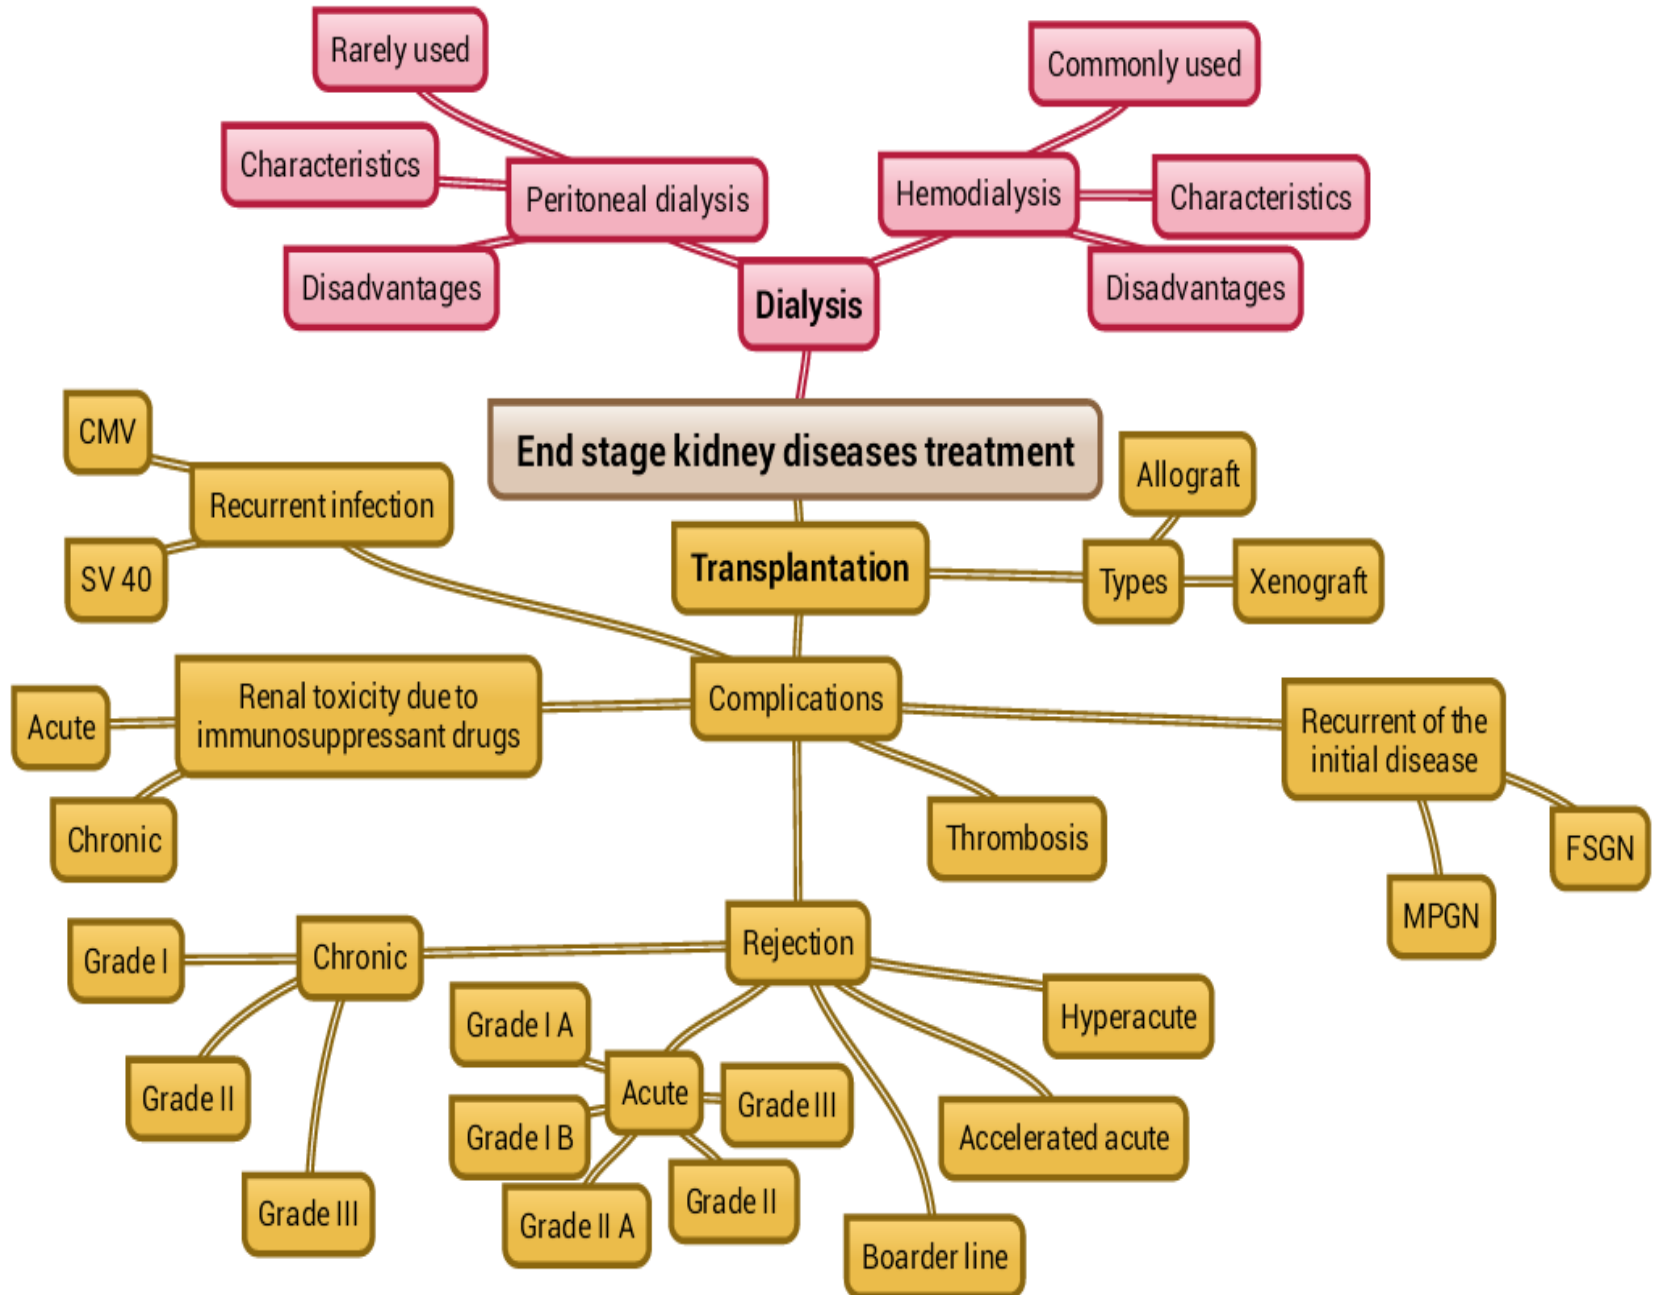 Rarely used
Commonly used
Characteristics
Peritoneal dialysis
Hemodialysis
Characteristics
Disadvantages
Disadvantages
Dialysis
End stage kidney diseases treatment
CMV
Recurrent infection
SV 40
Allograft
Transplantation
Types
Xenograft
Complications
Renal toxicity due to
immunosuppressant drugs
Acute
Chronic
Recurrent of the
initial disease
Thrombosis
FSGN
MPGN
Rejection
Chronic
Grade I
Grade II
Grade III
Grade I A
Acute
Grade III
Grade I B
Grade II A
Grade II
Hyperacute
Accelerated acute
Boarder line